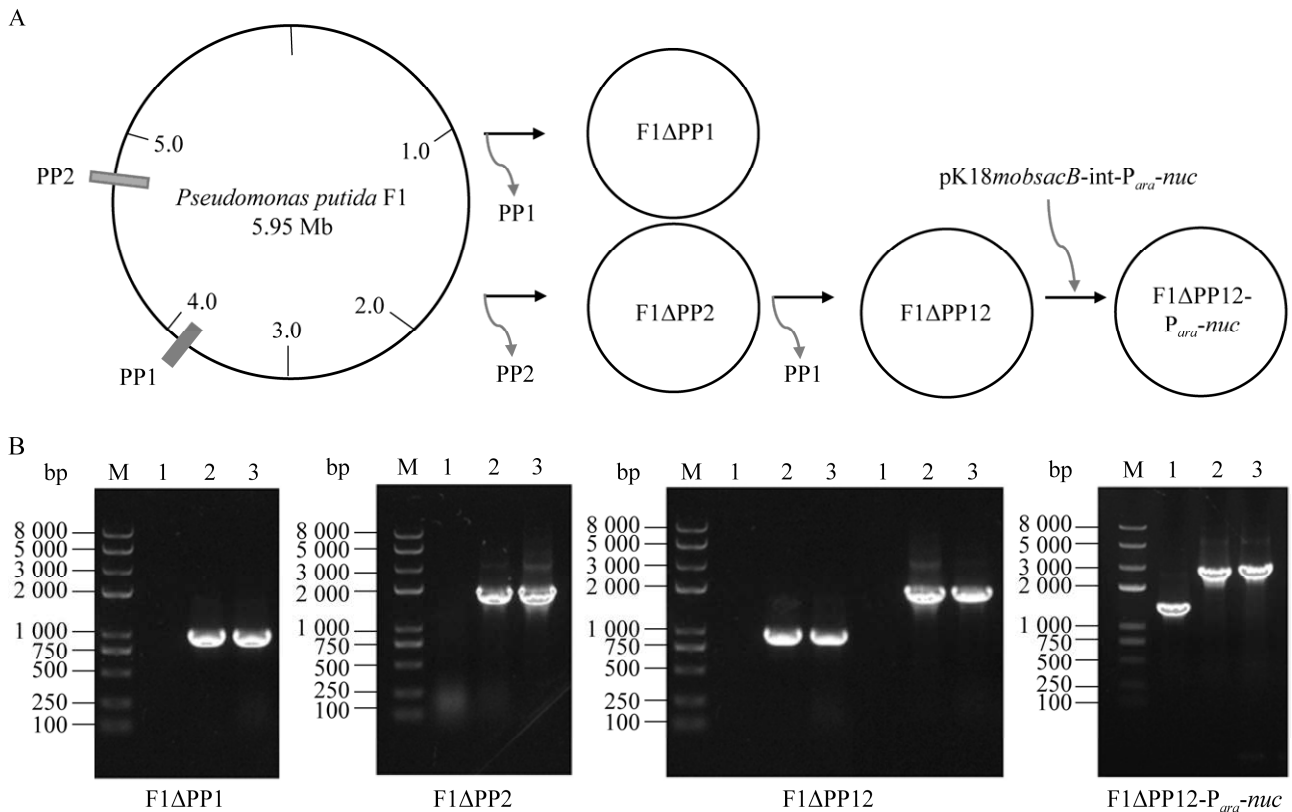 A
5.0
1.0
PP2
Pseudomonas putida F1
5.95 Mb
4.0
3.0
2.0
PP1
PP1
PP2
F1ΔPP1
F1ΔPP2
PP1
F1ΔPP12
pK18mobsacB-int-Para-nuc
F1ΔPP12-
Para-nuc
B
bp M 1 2 3
8 000
5 000
3 000
2 000
1 000
750
500
250
100
F1ΔPP1
bp M 1 2 3
8 000
5 000
3 000
2 000
1 000
750
500
250
100
F1ΔPP2
bp M 1 2 3 1 2 3
8 000
5 000
3 000
2 000
1 000
750
500
250
100
F1ΔPP12
bp M 1 2 3
8 000
5 000
3 000
2 000
1 000
750
500
250
100
F1ΔPP12-Para-nuc